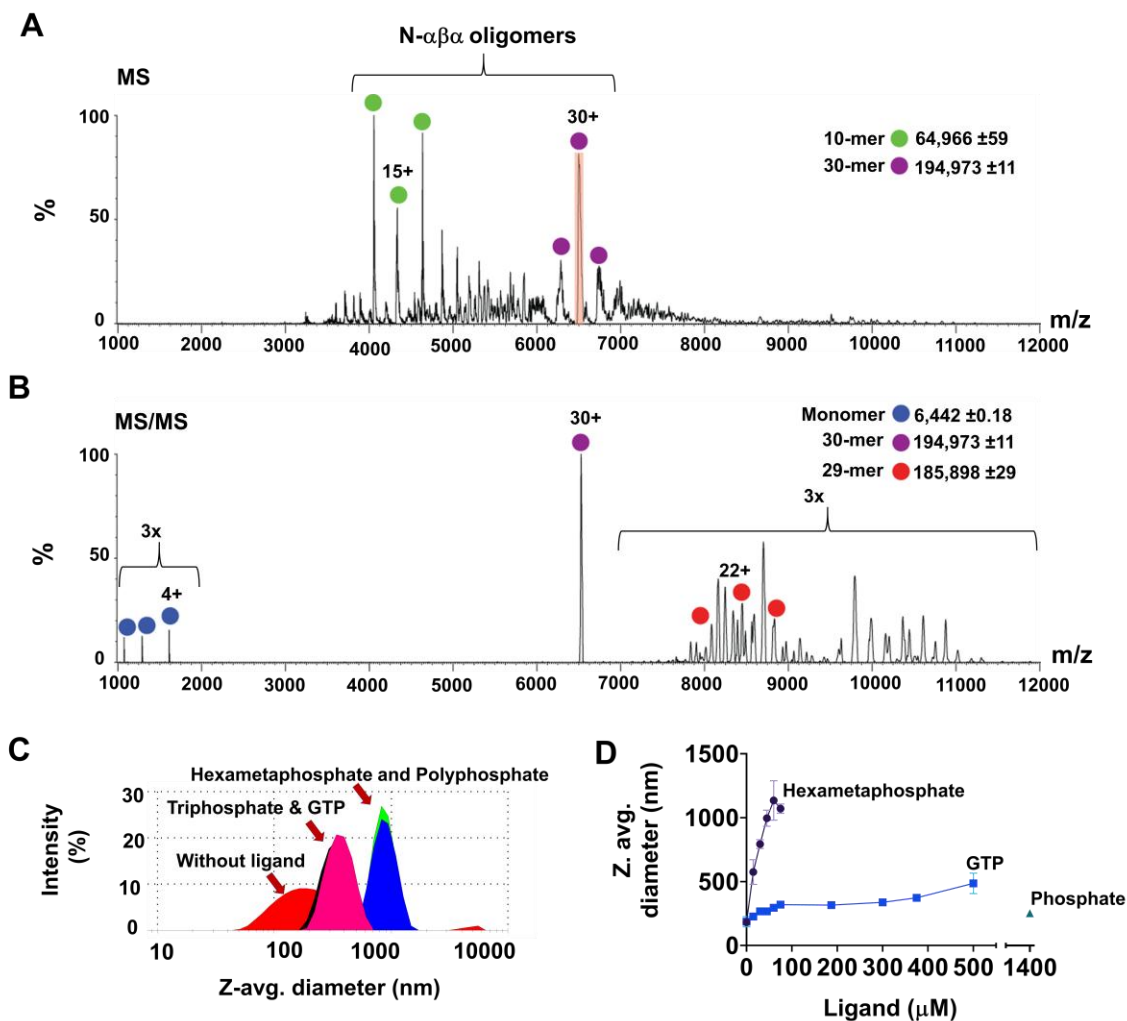 A
N-αβα oligomers
MS
100
50
0
%
15+
30+
10-mer 64,966 ±59
30-mer 194,973 ±11
1000 2000 3000 4000 5000 6000 7000 8000 9000 10000 11000 12000
m/z
B
MS/MS
100
50
0
%
3x
4+
30+
Monomer 6,442 ±0.18
30-mer 194,973 ±11
29-mer 185,898 ±29
3x
22+
1000 2000 3000 4000 5000 6000 7000 8000 9000 10000 11000 12000
m/z
C
Hexametaphosphate and Polyphosphate
Triphosphate & GTP
Without ligand
Intensity
(%)
30
20
10
0
10 100 1000 10000
Z-avg. diameter (nm)
D
Z. avg.
diameter (nm)
1500
1000
500
0
Hexametaphosphate
GTP
Phosphate
0 100 200 300 400 500 1400
Ligand (μM)